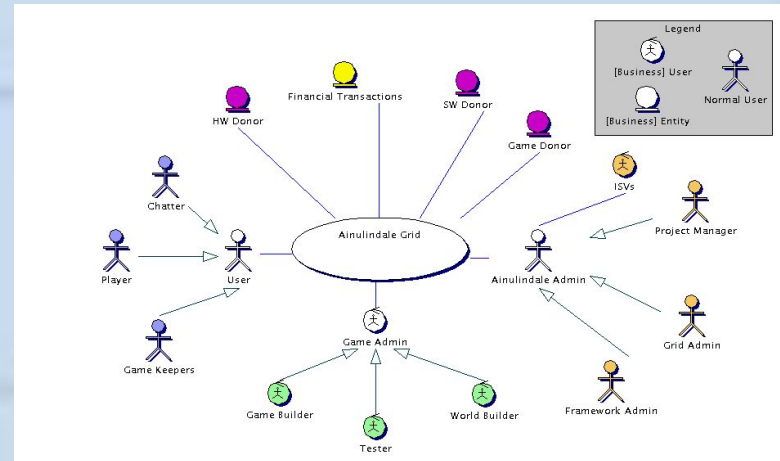 Legend
[Business] User
Normal User
[Business] Entity
Financial Transactions
HW Donor
SW Donor
Game Donor
ISVs
Chatter
Project Manager
Ainulindale Grid
Player
User
Ainulindale Admin
Game Keepers
Game Admin
Grid Admin
Game Builder
World Builder
Framework Admin
Tester